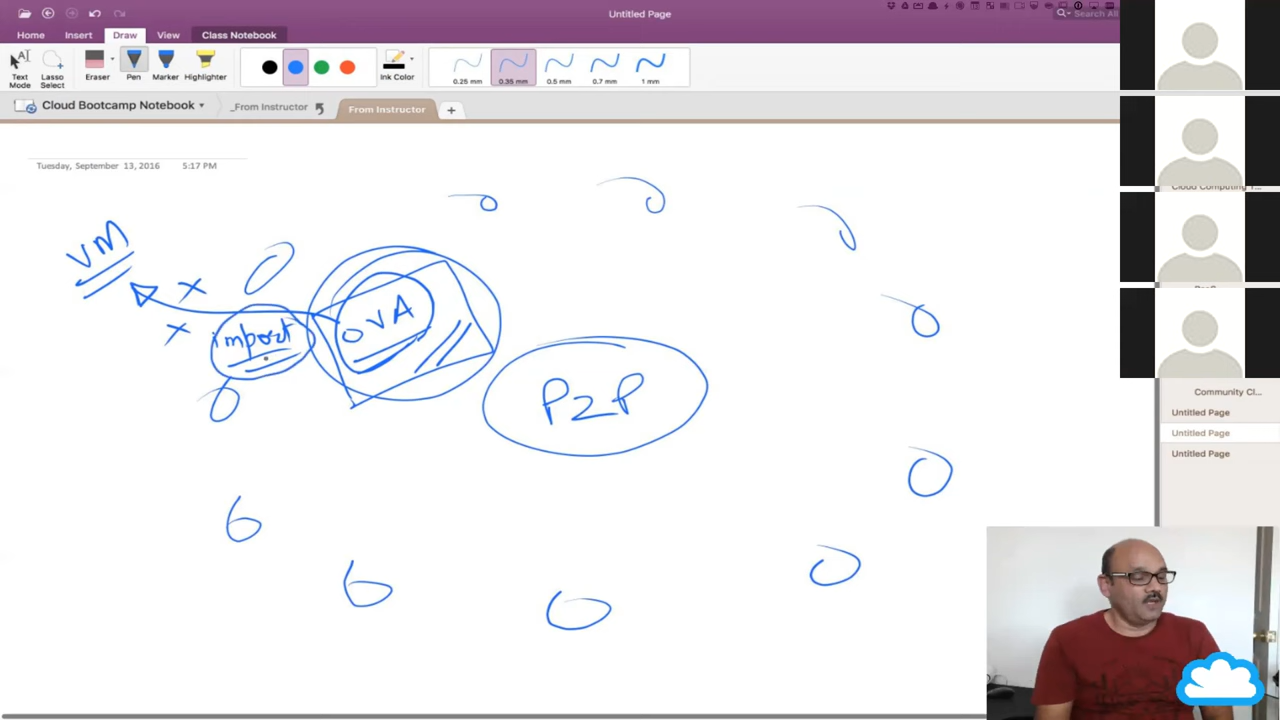 Untitled Page
Search All
Home Insert Draw View Class Notebook
Text Mode
Lasso Select
Eraser
Pen
Marker
Highlighter
Ink Color
0.25 mm
0.35 mm
0.5 mm
0.7 mm
1 mm
Cloud Bootcamp Notebook
_From Instructor
From Instructor
+
Tuesday, September 13, 2016 5:17 PM
VM
x
x
import
OVA
P2P
Community Cl...
Untitled Page
Untitled Page
Untitled Page